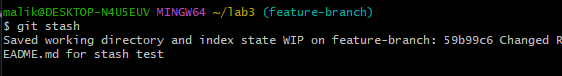 malik@DESKTOP-N4U5EUV MINGW64 ~/lab3 (feature-branch)
$ git stash
Saved working directory and index state WIP on feature-branch: 59b99c6 Changed R
EADME.md for stash test